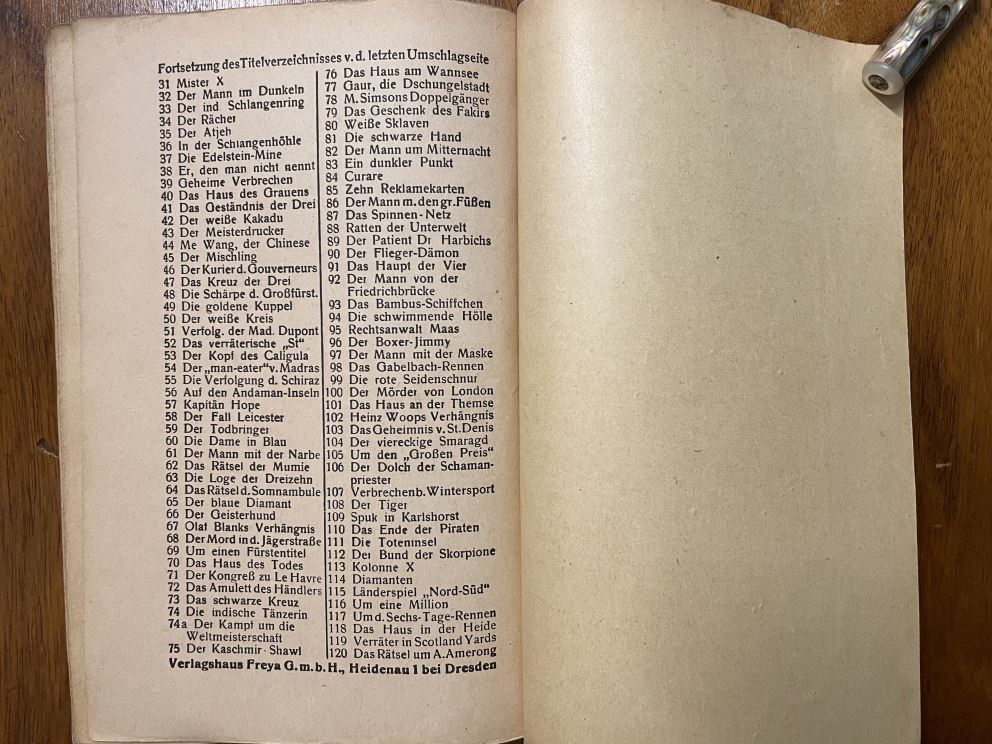 Fortsetzung des Titelverzeichnisses v. d. letzten Umschlagseite
31 Mister X
32 Der Mann im Dunkeln
33 Der ind Schlangenring
34 Der Rächer
35 Der Atjeh
36 In der Schlangenhöhle
37 Die Edelstein-Mine
38 Er, den man nicht nennt
39 Geheime Verbrechen
40 Das Haus des Grauens
41 Das Geständnis der Drei
42 Der weiße Kakadu
43 Der Meisterdrucker
44 Me Wang, der Chinese
45 Der Mischling
46 Der Kurier d. Gouverneurs
47 Das Kreuz der Drei
48 Die Schärpe d. Großfürst.
49 Die goldene Kuppel
50 Der weiße Kreis
51 Verfolg. der Mad. Dupont
52 Das verräterische „St“
53 Der Kopf des Caligula
54 Der „man-eater“ v. Madras
55 Die Verfolgung d. Schiraz
56 Auf den Andaman-Inseln
57 Kapitän Hope
58 Der Fall Leicester
59 Der Todbringer
60 Die Dame in Blau
61 Der Mann mit der Narbe
62 Das Rätsel der Mumie
63 Die Loge der Dreizehn
64 Das Rätsel d. Somnambule
65 Der blaue Diamant
66 Der Geisterhund
67 Olaf Blanks Verhängnis
68 Der Mord in d. Jägerstraße
69 Um einen Fürstentitel
70 Das Haus des Todes
71 Der Kongreß zu Le Havre
72 Das Amulett des Händlers
73 Das schwarze Kreuz
74 Die indische Tänzerin
74a Der Kampf um die
Weltmeisterschaft
75 Der Kaschmir-Shawl
76 Das Haus am Wannsee
77 Gaur, die Dschungelstadt
78 M. Simsons Doppelgänger
79 Das Geschenk des Fakirs
80 Weiße Sklaven
81 Die schwarze Hand
82 Der Mann um Mitternacht
83 Ein dunkler Punkt
84 Curare
85 Zehn Reklamekarten
86 Der Mann m. den gr. Füßen
87 Das Spinnen-Netz
88 Ratten der Unterwelt
89 Der Patient Dr Harbichs
90 Der Flieger-Dämon
91 Das Haupt der Vier
92 Der Mann von der
Friedrichbrücke
93 Das Bambus-Schiffchen
94 Die schwimmende Hölle
95 Rechtsanwalt Maas
96 Der Boxer-Jimmy
97 Der Mann mit der Maske
98 Das Gabelbach-Rennen
99 Die rote Seidenschnur
100 Der Mörder von London
101 Das Haus an der Themse
102 Heinz Woops Verhängnis
103 Das Geheimnis v. St. Denis
104 Der viereckige Smaragd
105 Um den „Großen Preis“
106 Der Dolch der Schaman-
priester
107 Verbrechen b. Wintersport
108 Der Tiger
109 Spuk in Karlshorst
110 Das Ende der Piraten
111 Die Toteninsel
112 Der Bund der Skorpione
113 Kolonne X
114 Diamanten
115 Länderspiel „Nord-Süd“
116 Um eine Million
117 Um d. Sechs-Tage-Rennen
118 Das Haus in der Heide
119 Verräter in Scotland Yards
120 Das Rätsel um A. Amerong
Verlagshaus Freya G. m. b. H., Heidenau 1 bei Dresden